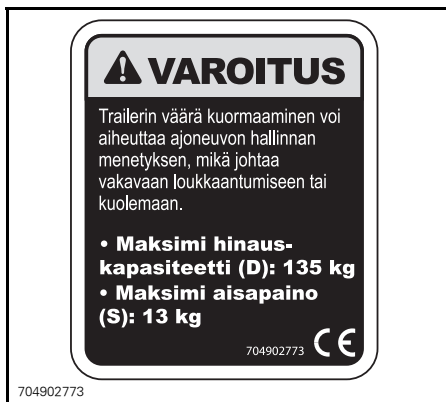 VAROITUS
Trailerin väärä kuormaaminen voi
aiheuttaa ajoneuvon hallinnan
menetyksen, mikä johtaa
vakavaan loukkaantumiseen tai
kuolemaan.
• Maksimi hinaus-
kapasiteetti (D): 135 kg
• Maksimi aisapaino
(S): 13 kg
704902773 CE
704902773